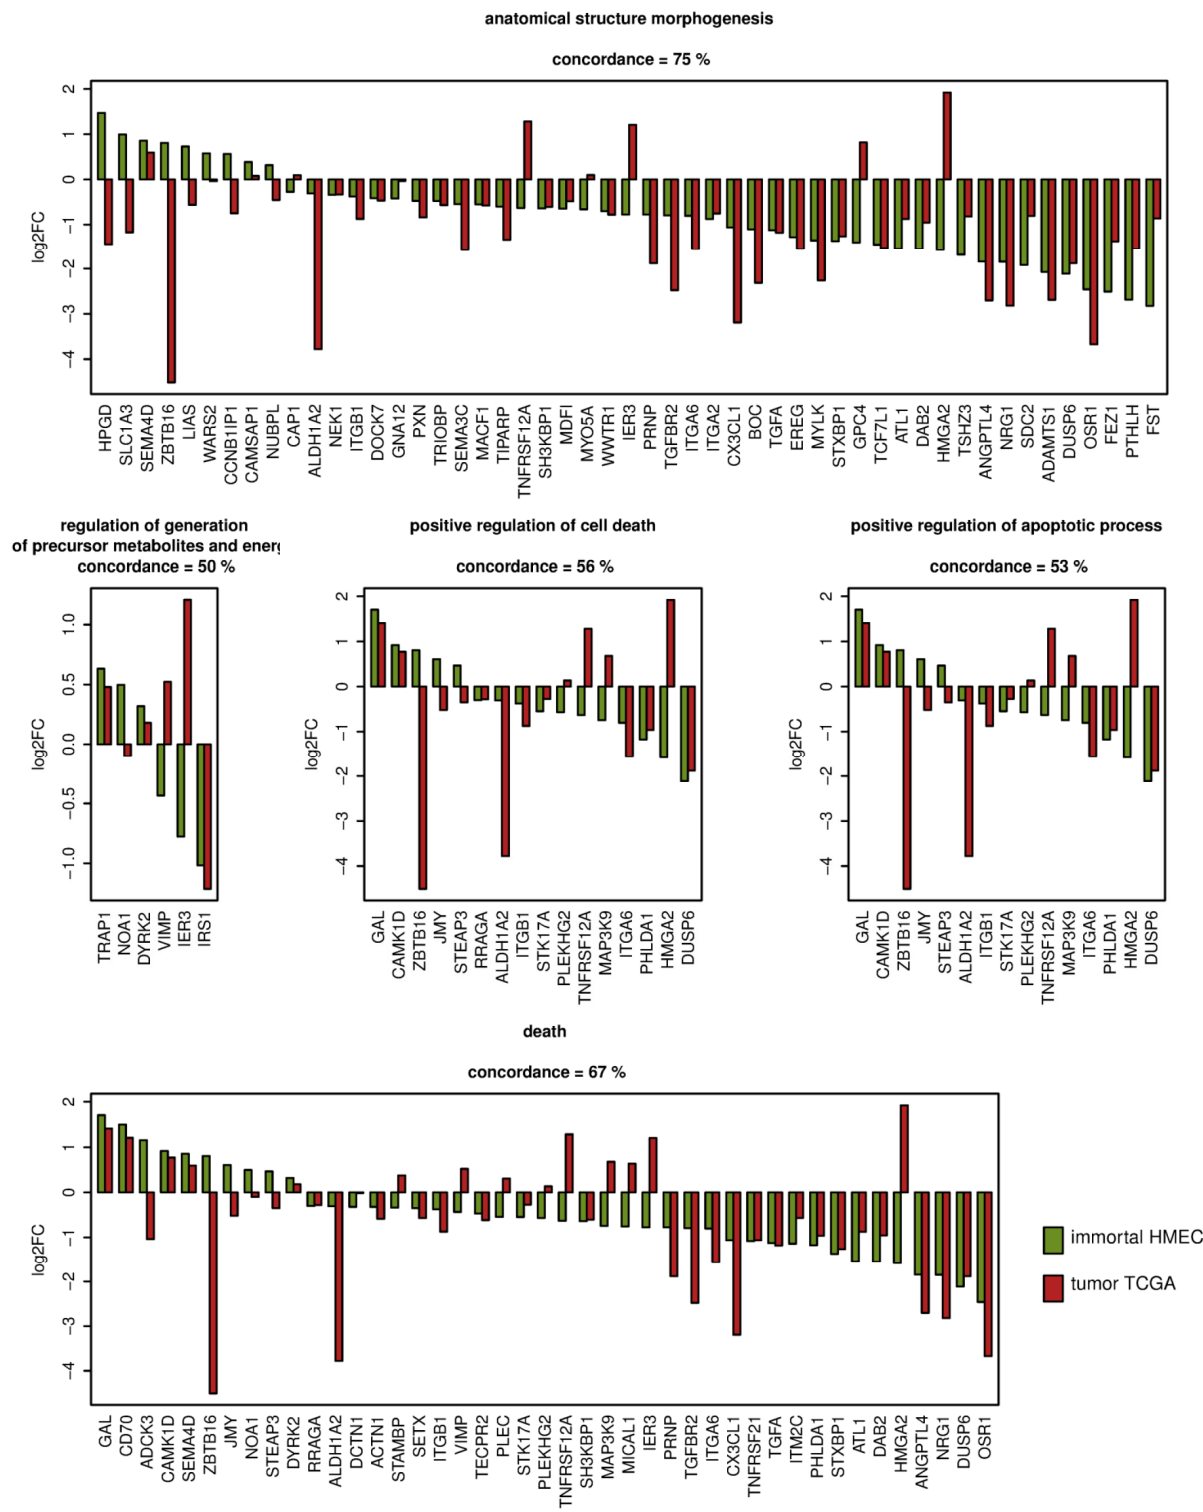 anatomical structure morphogenesis
concordance = 75 %
log2FC
2
1
0
−1
−2
−3
−4
HPGD
SLC1A3
SEMA4D
ZBTB16
LIAS
WARS2
CCNB1IP1
CAMSAP1
NUBPL
CAP1
ALDH1A2
NEK1
ITGB1
DOCK7
GNA12
PXN
TRIOBP
SEMA3C
MACF1
TIPARP
TNFRSF12A
SH3KBP1
MDFI
MYO5A
WWTR1
IER3
PRNP
TGFBR2
ITGA6
ITGA2
CX3CL1
BOC
TGFA
EREG
MYLK
STXBP1
GPC4
TCF7L1
ATL1
DAB2
HMGA2
TSHZ3
ANGPTL4
NRG1
SDC2
ADAMTS1
DUSP6
OSR1
FEZ1
PTHLH
FST
regulation of generation
of precursor metabolites and energ
concordance = 50 %
log2FC
1.0
0.5
0.0
−0.5
−1.0
TRAP1
NOA1
DYRK2
VIMP
IER3
IRS1
positive regulation of cell death
concordance = 56 %
log2FC
2
1
0
−1
−2
−3
−4
GAL
CAMK1D
ZBTB16
JMY
STEAP3
RRAGA
ALDH1A2
ITGB1
STK17A
PLEKHG2
TNFRSF12A
MAP3K9
ITGA6
PHLDA1
HMGA2
DUSP6
positive regulation of apoptotic process
concordance = 53 %
log2FC
2
1
0
−1
−2
−3
−4
GAL
CAMK1D
ZBTB16
JMY
STEAP3
ALDH1A2
ITGB1
STK17A
PLEKHG2
TNFRSF12A
MAP3K9
ITGA6
PHLDA1
HMGA2
DUSP6
death
concordance = 67 %
log2FC
2
1
0
−1
−2
−3
−4
GAL
CD70
ADCK3
CAMK1D
SEMA4D
ZBTB16
JMY
NOA1
STEAP3
DYRK2
RRAGA
ALDH1A2
DCTN1
ACTN1
STAMBP
SETX
ITGB1
VIMP
TECPR2
PLEC
STK17A
PLEKHG2
TNFRSF12A
SH3KBP1
MAP3K9
MICAL1
IER3
PRNP
TGFBR2
ITGA6
CX3CL1
TNFRSF21
TGFA
ITM2C
PHLDA1
STXBP1
ATL1
DAB2
HMGA2
ANGPTL4
NRG1
DUSP6
OSR1
immortal HMEC
tumor TCGA